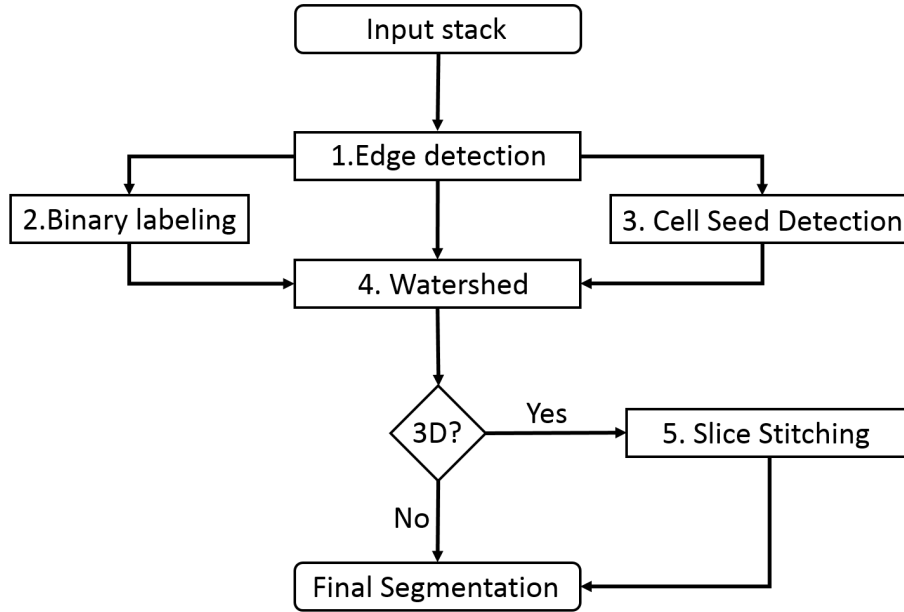 Input stack
1.Edge detection
2.Binary labeling
3. Cell Seed Detection
4. Watershed
3D?
Yes
5. Slice Stitching
No
Final Segmentation